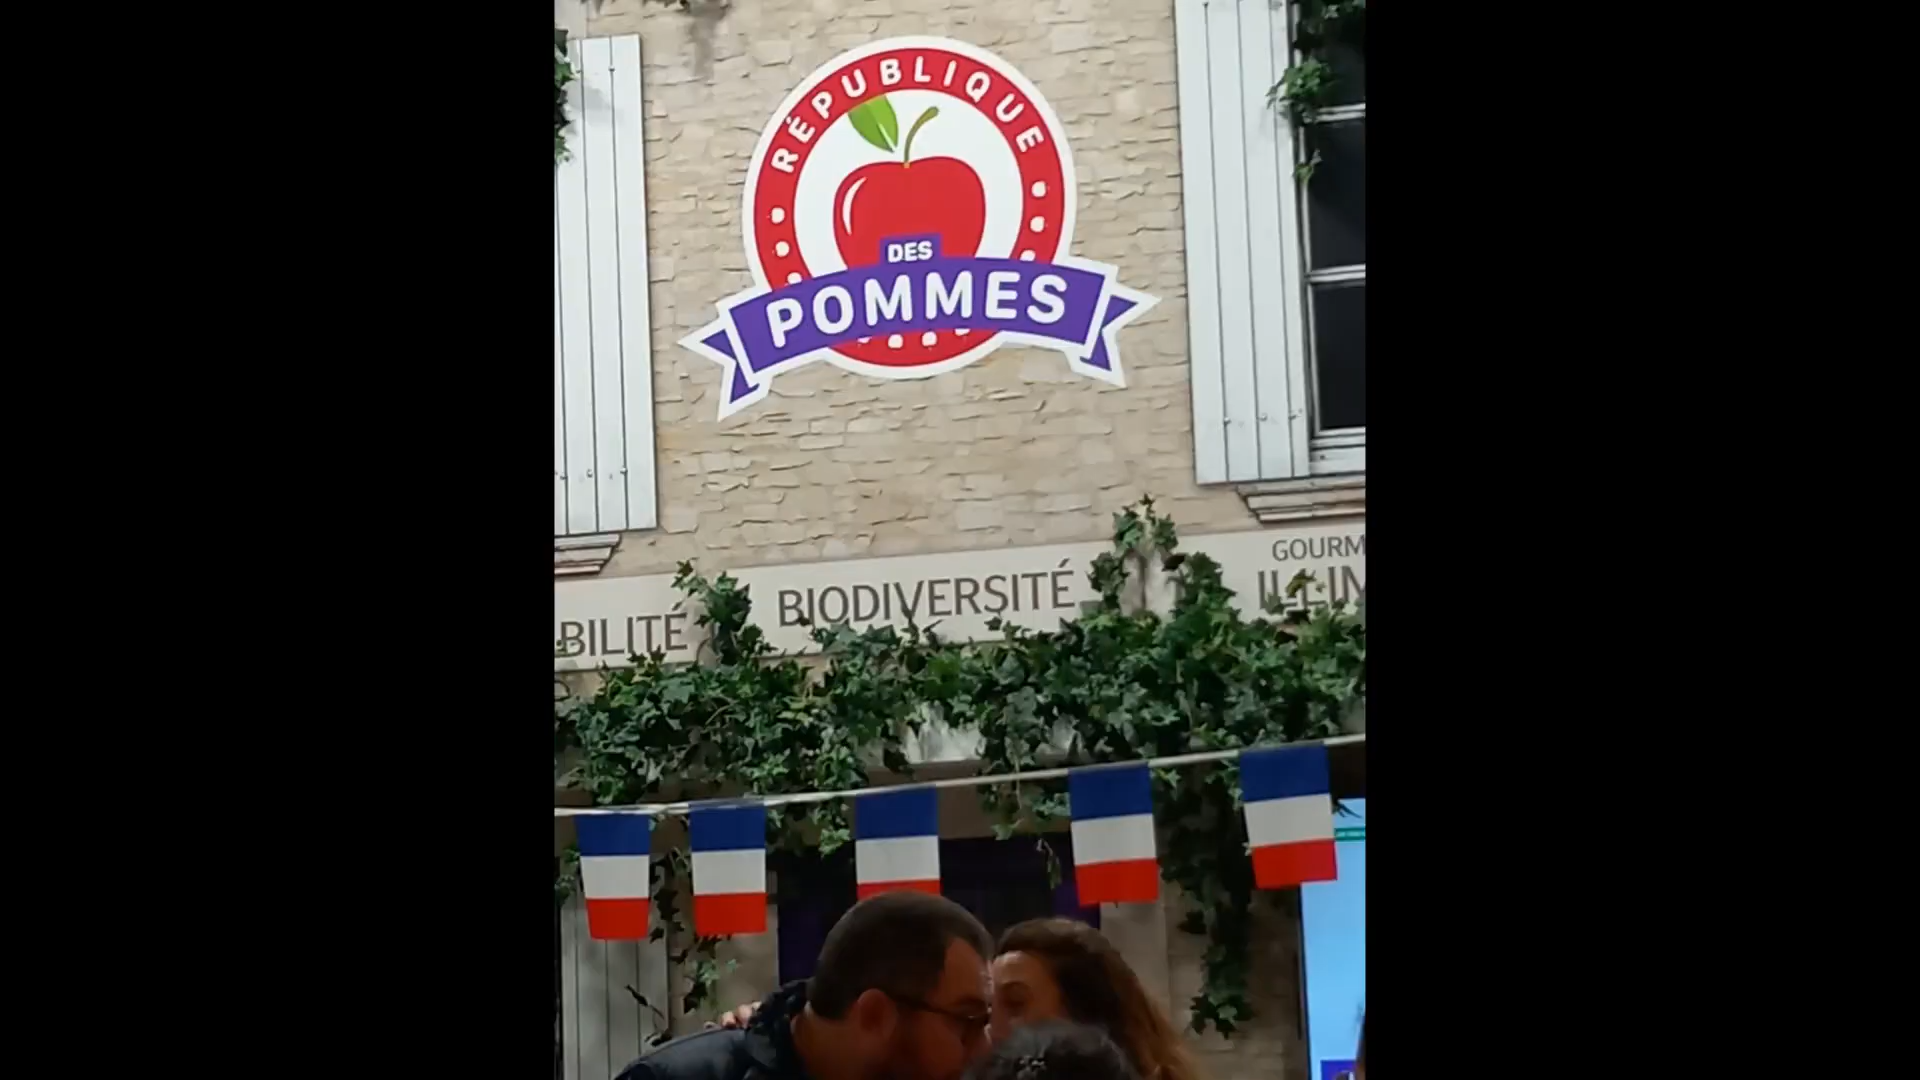 RÉPUBLIQUE
DES
POMMES
BILITÉ
BIODIVERSITÉ
GOURM